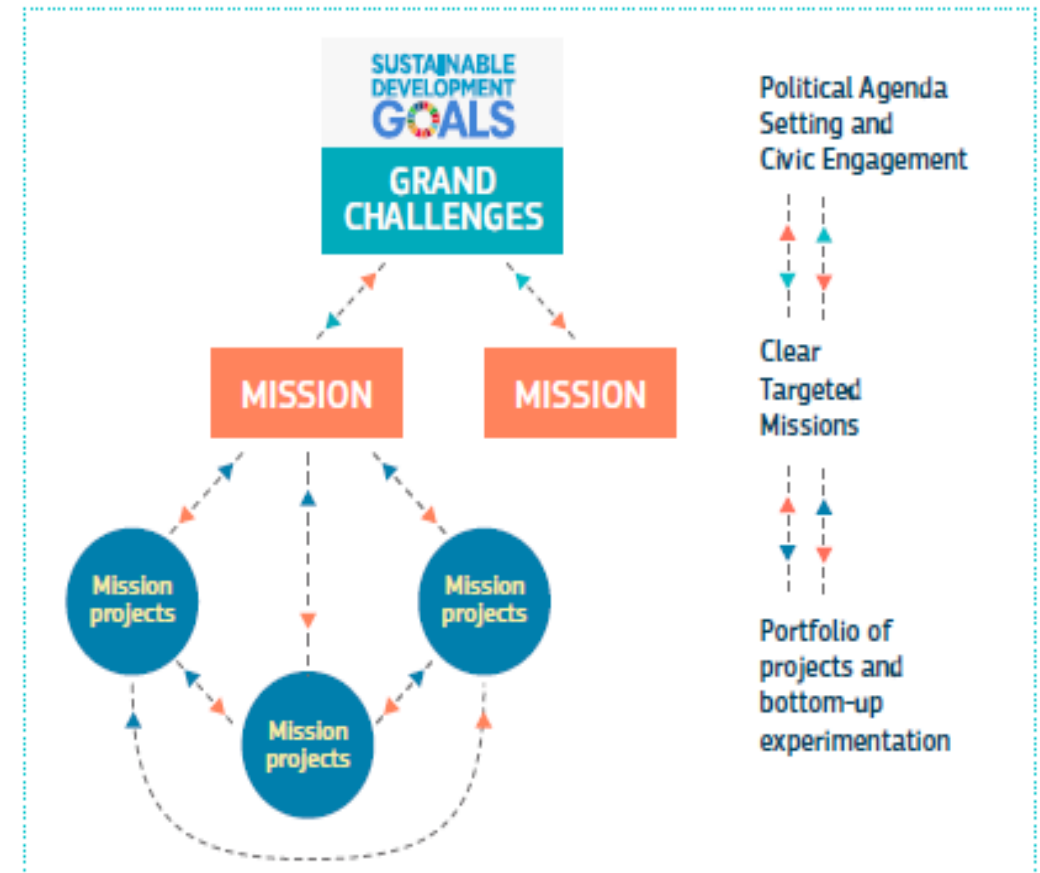 SUSTAINABLE
DEVELOPMENT
GOALS
GRAND
CHALLENGES
MISSION
MISSION
Mission
projects
Mission
projects
Mission
projects
Political Agenda
Setting and
Civic Engagement
Clear
Targeted
Missions
Portfolio of
projects and
bottom-up
experimentation